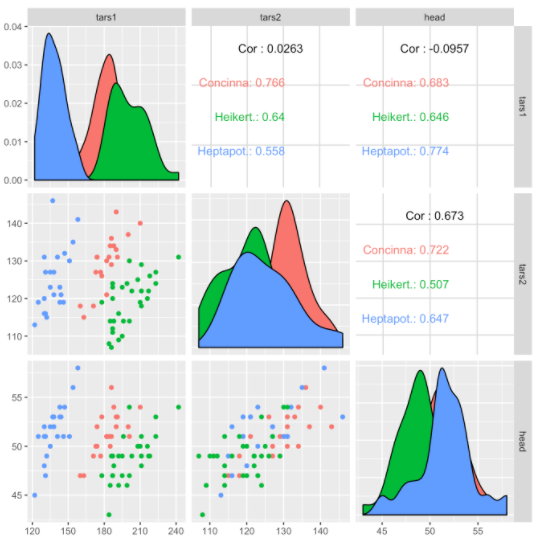 tars1 tars2 head
0.04
0.03
0.02
0.01
0.00
Cor : 0.0263
Concinna: 0.766
Heikert.: 0.64
Heptapot.: 0.558
Cor : -0.0957
Concinna: 0.683
Heikert.: 0.646
Heptapot.: 0.774
tars1
140
130
120
110
Cor : 0.673
Concinna: 0.722
Heikert.: 0.507
Heptapot.: 0.647
tars2
55
50
45
head
120 150 180 210 240 110 120 130 140 45 50 55